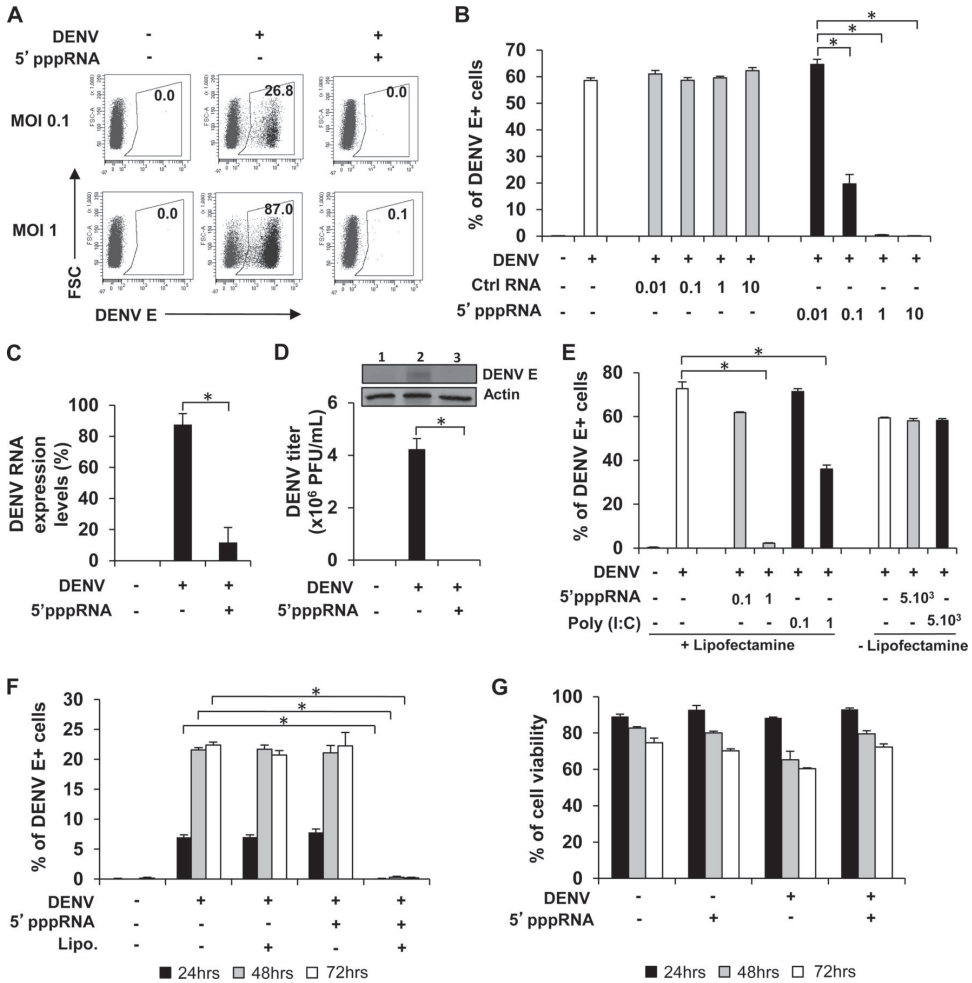 A
DENV - + +
5' pppRNA - - +
MOI 0.1
0.0
26.8
0.0
MOI 1
0.0
87.0
0.1
FSC
FSC-A
(x 1,000)
DENV E
B
% of DENV E+ cells
70
60
50
40
30
20
10
0
* * *
DENV - + + + + + + + + +
Ctrl RNA - - 0.01 0.1 1 10 - - - -
5' pppRNA - - - - - - 0.01 0.1 1 10
C
DENV RNA
expression
levels (%)
100
80
60
40
20
0
*
DENV - + +
5'pppRNA - - +
D
1 2 3
DENV E
Actin
DENV titer
(x10⁶ PFU/mL)
6
4
2
0
*
DENV - + +
5'pppRNA - - +
E
% of DENV E+ cells
80
60
40
20
0
* *
DENV - + + + + + + + +
5'pppRNA - - 0.1 1 - - - 5.10³ -
Poly (I:C) - - - - 0.1 1 - - 5.10³
+ Lipofectamine - Lipofectamine
F
% of DENV E+ cells
30
25
20
15
10
5
0
* * *
DENV - + + + +
5' pppRNA - - - + +
Lipo. - - + - +
24hrs 48hrs 72hrs
G
% of cell viability
100
80
60
40
20
0
DENV - - + +
5' pppRNA - + - +
24hrs 48hrs 72hrs